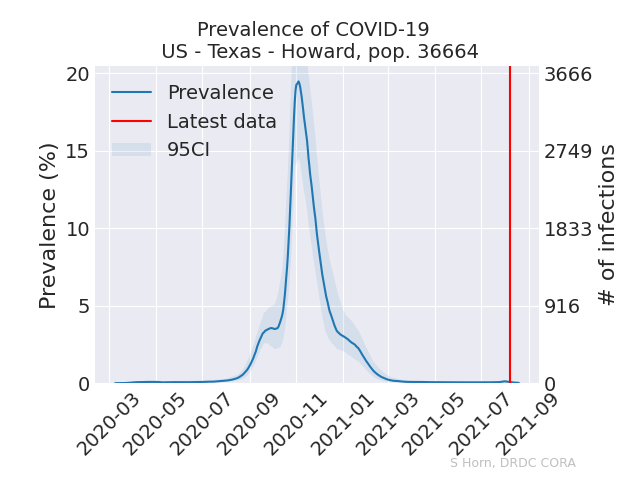 Prevalence of COVID-19
US - Texas - Howard, pop. 36664
Prevalence (%)
20
15
10
5
0
Prevalence
Latest data
95CI
3666
2749
1833
916
0
# of infections
2020-03
2020-05
2020-07
2020-09
2020-11
2021-01
2021-03
2021-05
2021-07
2021-09
S Horn, DRDC CORA